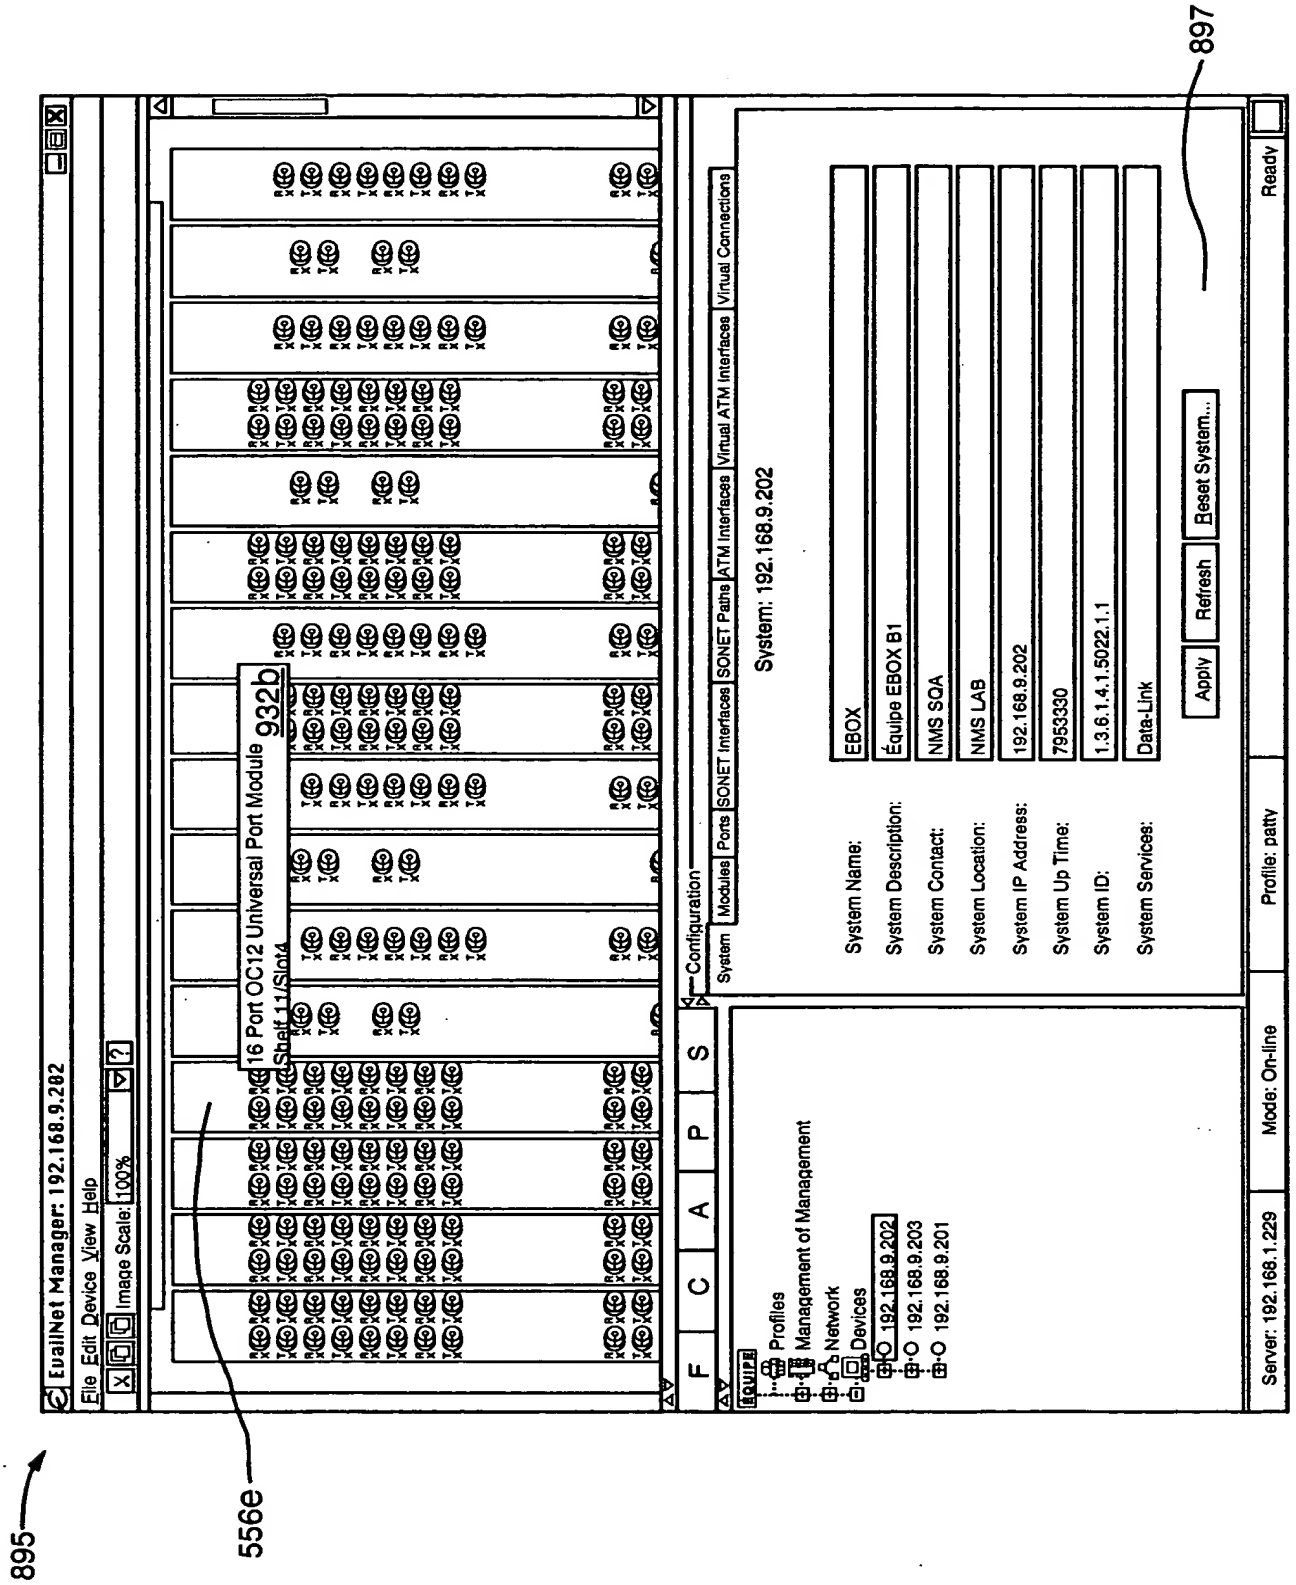 895
EvailNet Manager: 192.168.9.202
File Edit Device View Help
Image Scale: 100%
?
556e
16 Port OC12 Universal Port Module
Shelf 11/Slot4
932b
F C A P S
EQUIPE
Profiles
Management of Management
Network
Devices
192.168.9.202
192.168.9.203
192.168.9.201
Configuration
System Modules Ports SONET Interfaces SONET Paths ATM Interfaces Virtual ATM Interfaces Virtual Connections
System: 192.168.9.202
System Name: EBOX
System Description: Équipe EBOX B1
System Contact: NMS SQA
System Location: NMS LAB
System IP Address: 192.168.9.202
System Up Time: 7953330
System ID: 1.3.6.1.4.1.5022.1.1
System Services: Data-Link
Apply Refresh Reset System...
897
Server: 192.168.1.229 Mode: On-line Profile: patty Ready